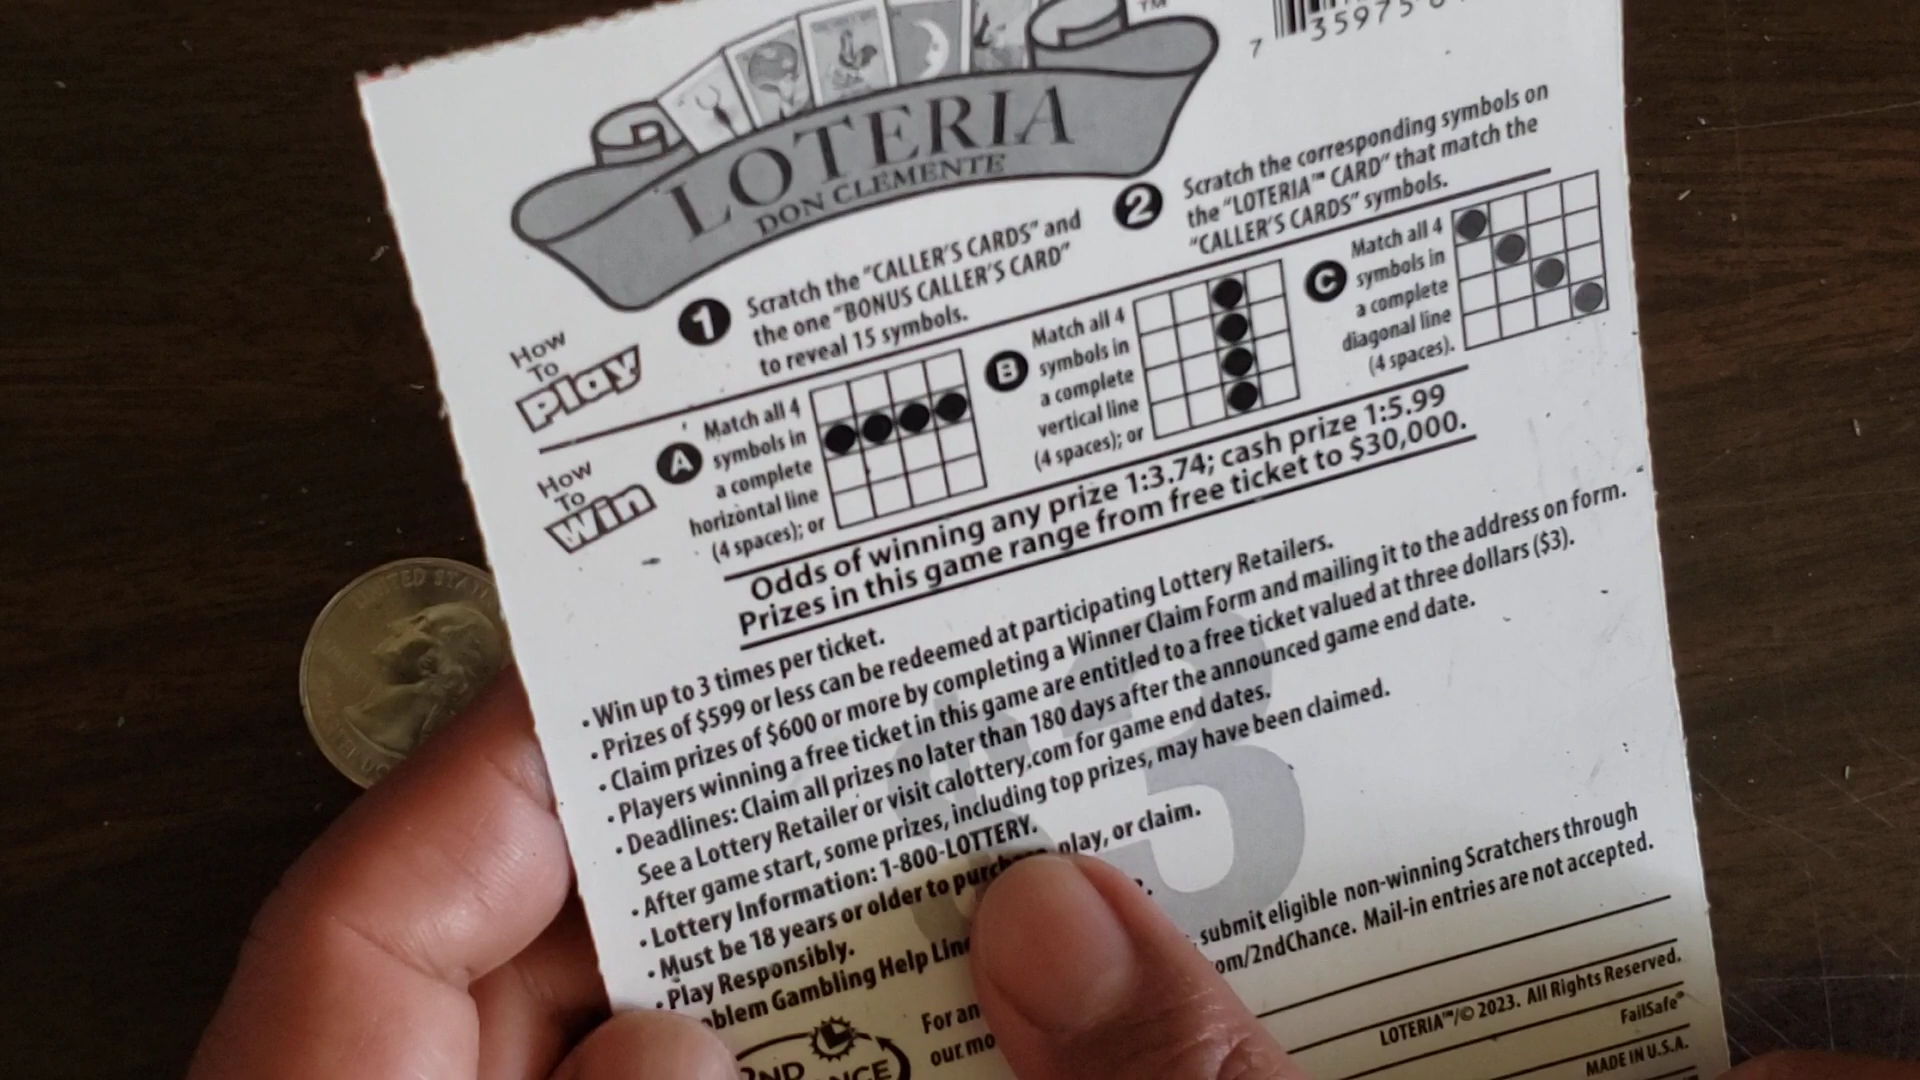 TM
7 35975
LOTERIA
DON CLEMENTE
How
To
Play
1
Scratch the "CALLER'S CARDS" and
the one "BONUS CALLER'S CARD"
to reveal 15 symbols.
2
Scratch the corresponding symbols on
the "LOTERIA™ CARD" that match the
"CALLER'S CARDS" symbols.
How
To
Win
A
Match all 4
symbols in
a complete
horizontal line
(4 spaces); or
B
Match all 4
symbols in
a complete
vertical line
(4 spaces); or
C
Match all 4
symbols in
a complete
diagonal line
(4 spaces).
Odds of winning any prize 1:3.74; cash prize 1:5.99
Prizes in this game range from free ticket to $30,000.
• Win up to 3 times per ticket.
• Prizes of $599 or less can be redeemed at participating Lottery Retailers.
• Claim prizes of $600 or more by completing a Winner Claim Form and mailing it to the address on form.
• Players winning a free ticket in this game are entitled to a free ticket valued at three dollars ($3).
• Deadlines: Claim all prizes no later than 180 days after the announced game end date.
See a Lottery Retailer or visit calottery.com for game end dates.
• After game start, some prizes, including top prizes, may have been claimed.
• Lottery Information: 1-800-LOTTERY.
• Must be 18 years or older to purchase, play, or claim.
• Play Responsibly.
Gambling Help
$3
For an submit eligible non-winning Scratchers through
our om/2ndChance. Mail-in entries are not accepted.
LOTERIA™/© 2023. All Rights Reserved.
FailSafe®
MADE IN U.S.A.
UNITED